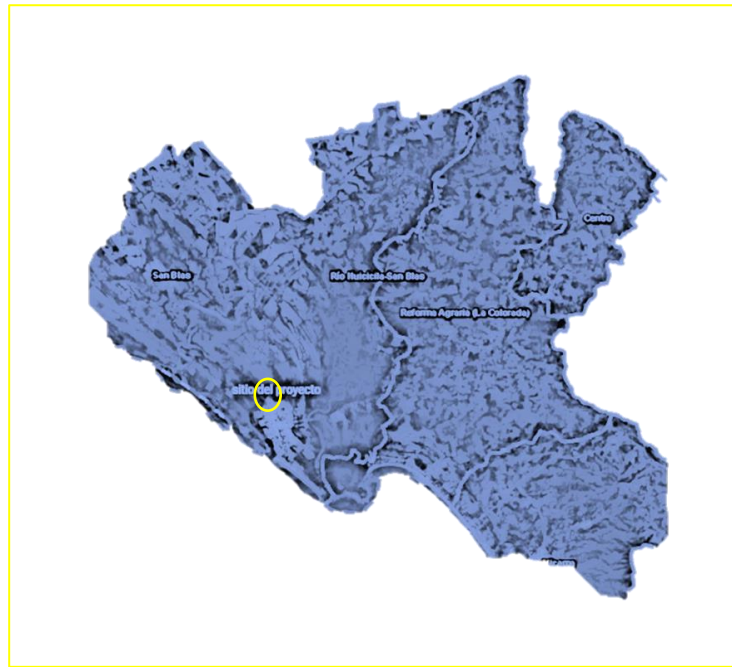 Centro
San Blas
Río Huicicila-San Blas
Reforma Agraria (La Colorada)
sitio del proyecto